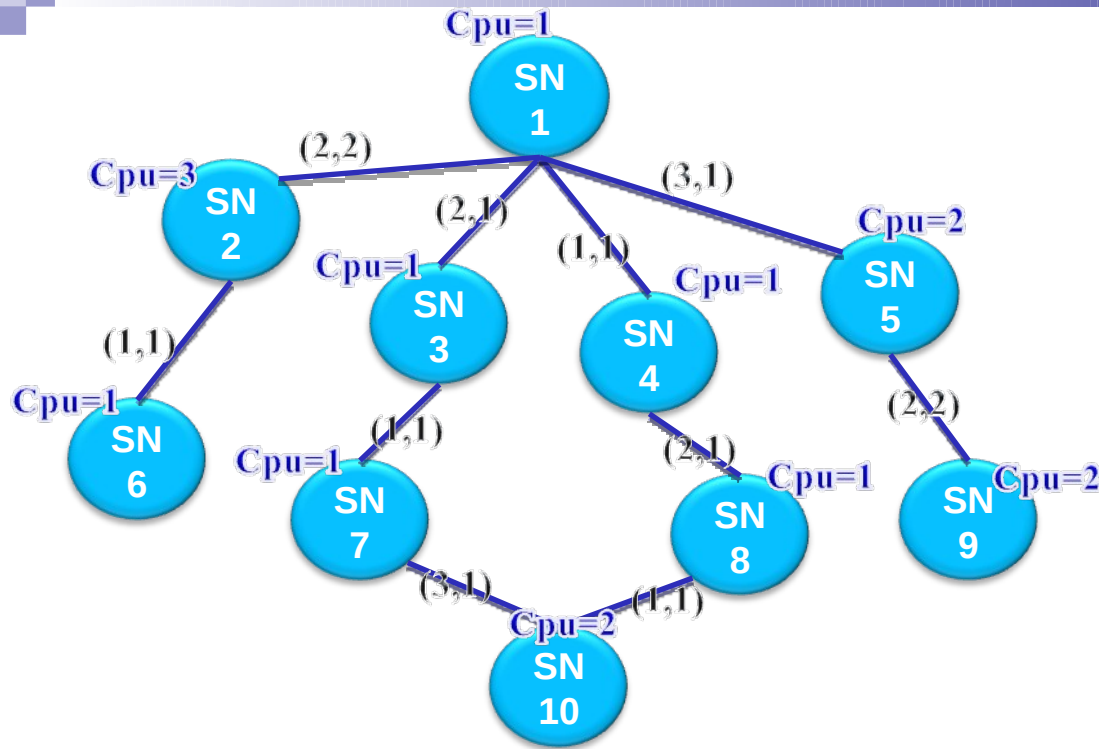 Cpu=1
SN
1
(2,2)
(3,1)
Cpu=3
SN
2
(2,1)
Cpu=2
(1,1)
Cpu=1
SN
3
Cpu=1
SN
4
SN
5
(1,1)
Cpu=1
SN
6
(1,1)
(2,1)
(2,2)
Cpu=1
SN
7
Cpu=1
SN
8
Cpu=2
SN
9
(3,1)
(1,1)
Cpu=2
SN
10